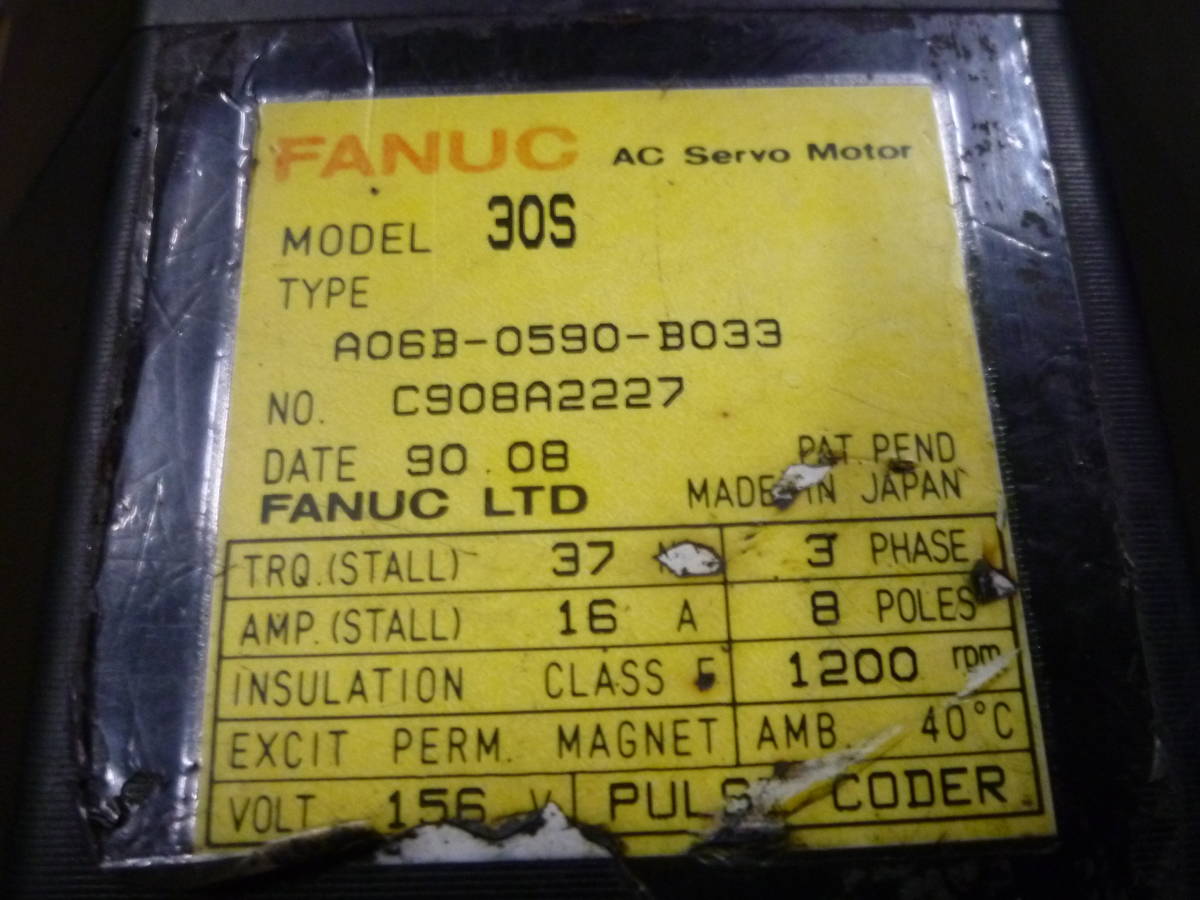 FANUC AC Servo Motor
MODEL 30S
TYPE
A06B-0590-B033
NO. C908A2227
DATE 90.08 PAT PEND
FANUC LTD MADE IN JAPAN
TRQ.(STALL) 37 3 PHASE
AMP.(STALL) 16 A 8 POLES
INSULATION CLASS F 1200 rpm
EXCIT PERM. MAGNET AMB. 40°C
VOLT. 156 V PULSE CODER